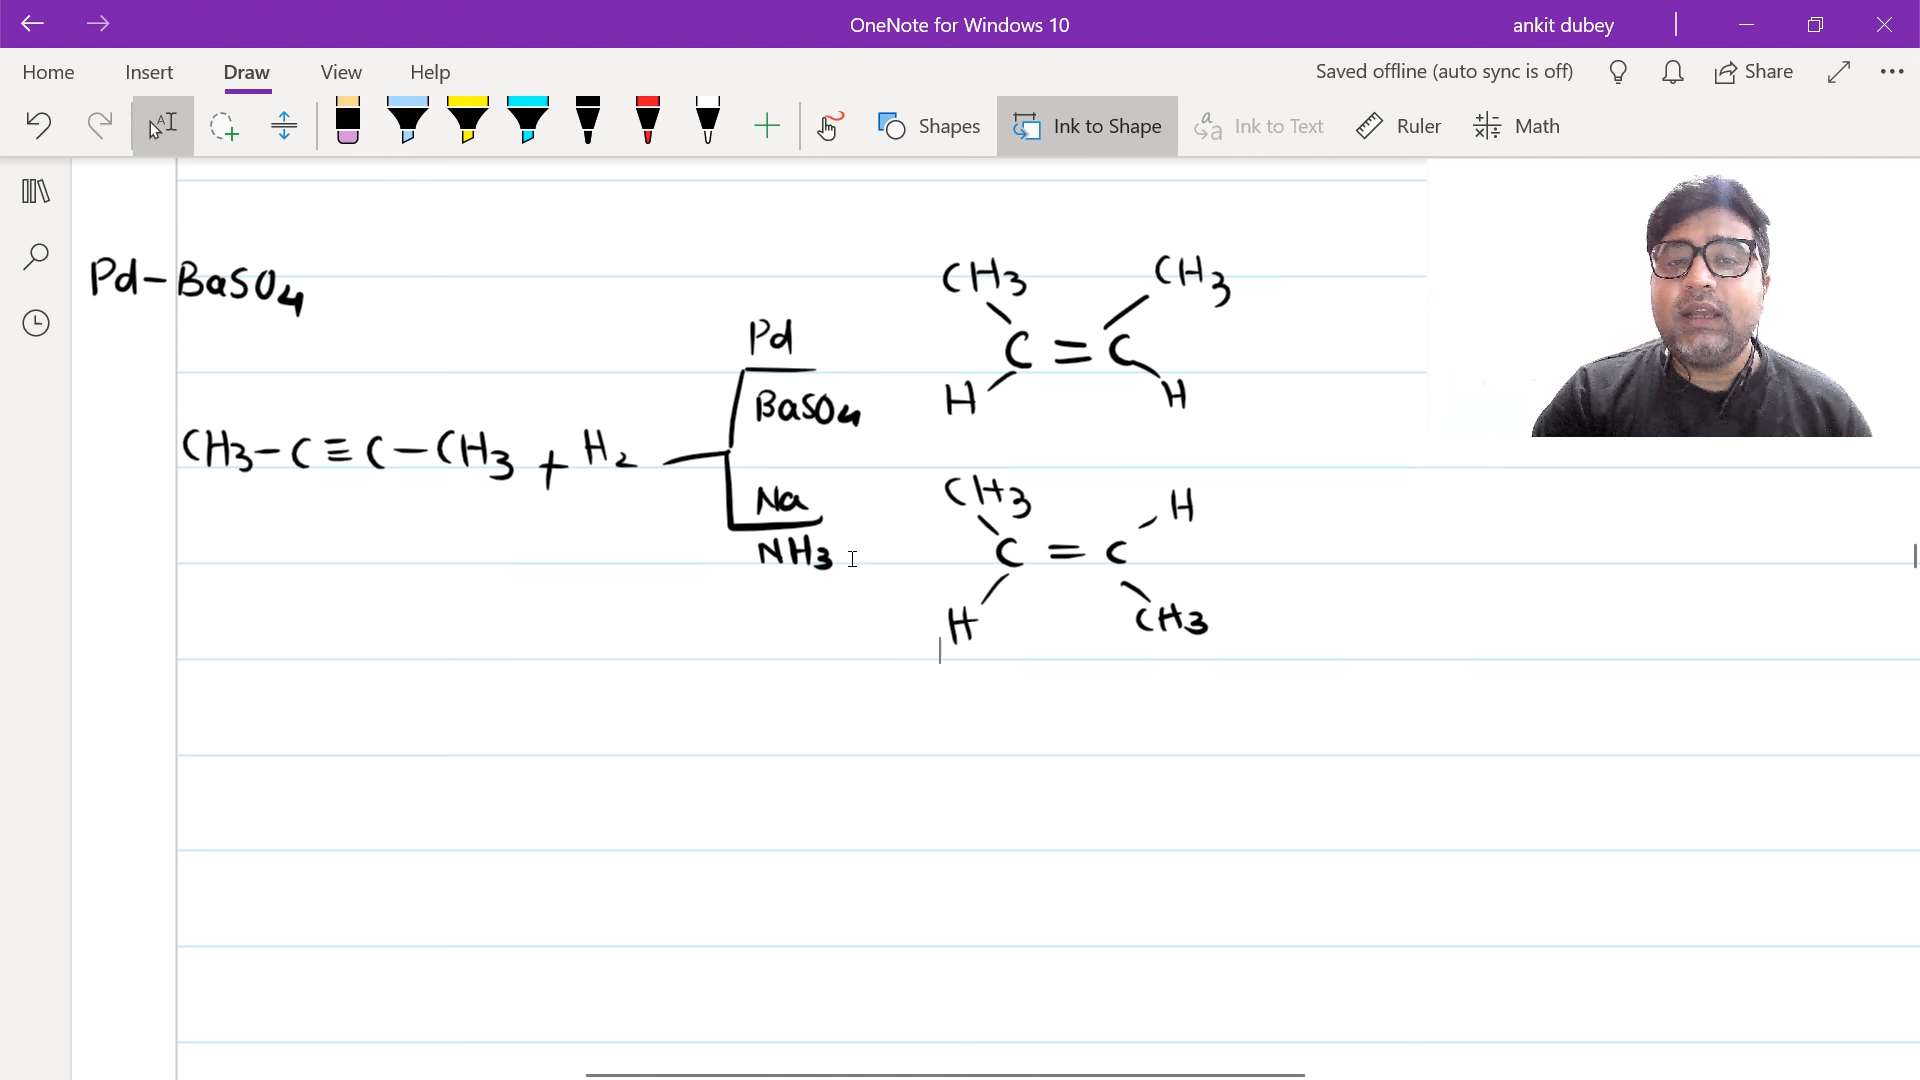 OneNote for Windows 10
ankit dubey
Home Insert Draw View Help
Saved offline (auto sync is off) Share
Shapes Ink to Shape Ink to Text Ruler Math
Pd-BaSO4
CH3-C≡C-CH3 + H2
Pd
BaSO4
Na
NH3
CH3 CH3
C = C
H H
CH3 H
C = C
H CH3